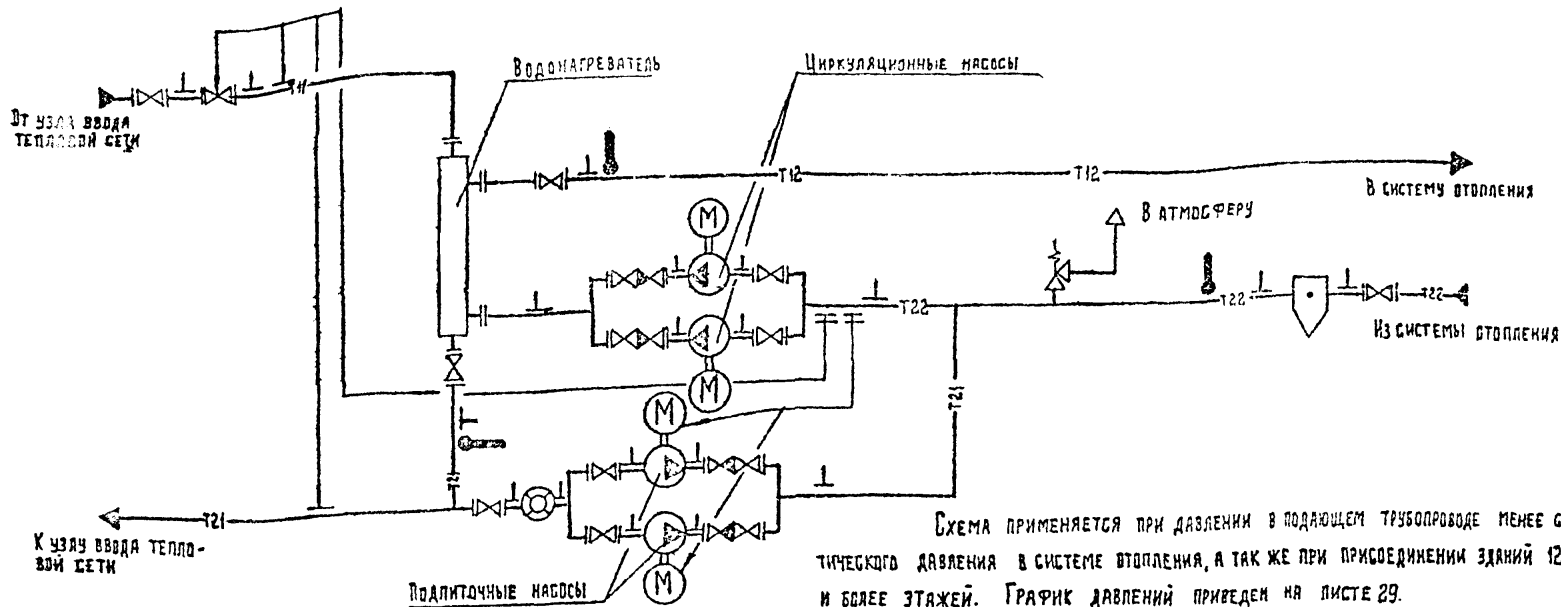 Водонагреватель
Циркуляционные насосы
От узла ввода
тепловой сети
Т11
Т12
Т12
В систему отопления
В атмосферу
М
Т22
Т22
Т22
Из системы отопления
М
М
Т21
Т21
Т21
К узлу ввода тепло-
вой сети
М
Подпиточные насосы
Схема применяется при давлении в подающем трубопроводе менее с
тического давления в системе отопления, а так же при присоединении зданий 12
и более этажей. График давлений приведен на листе 29.